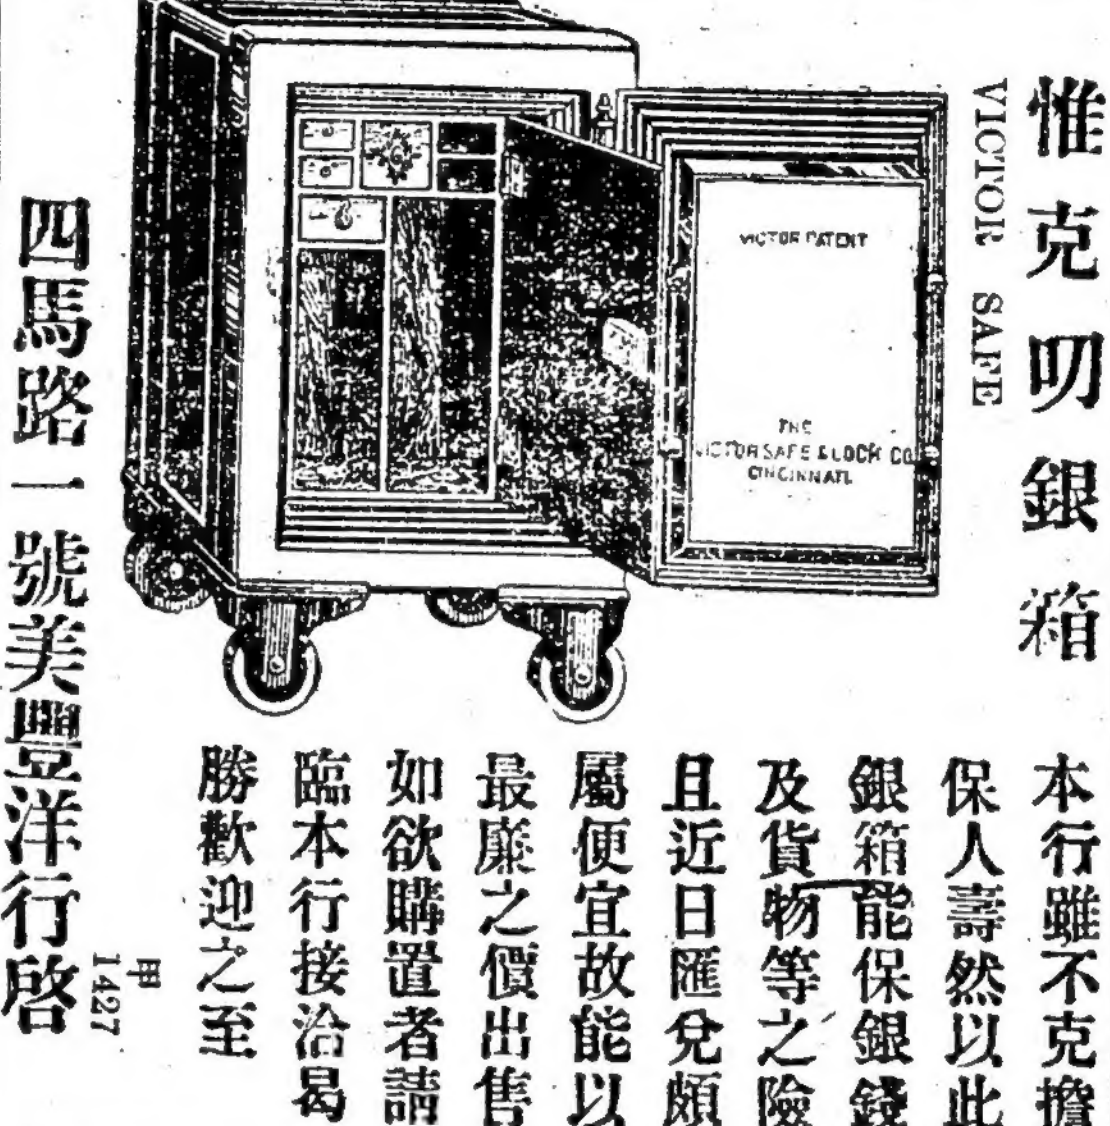 惟克叨銀箱
VICTOR SAFE
VICTOR PATENT
THE
VICTOR SAFE & LOCK CO
CINCINNATI.
本行雖不克擔
保人壽然以此
銀箱能保銀錢
及貨物等之險
且近日匯兌頗
屬便宜故能以
最廉之價出售
如欲購置者請
臨本行接洽曷
勝歡迎之至
四馬路一號美豐洋行啓
甲
1427